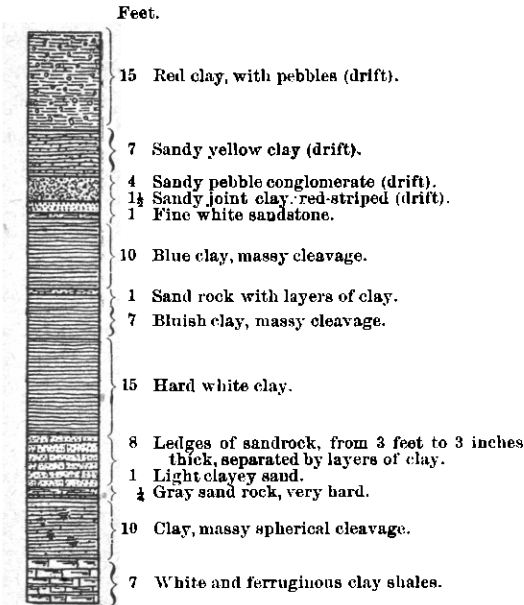 Feet.
15 Red clay, with pebbles (drift).
7 Sandy yellow clay (drift).
4 Sandy pebble conglomerate (drift).
1½ Sandy joint clay, red-striped (drift).
1 Fine white sandstone.
10 Blue clay, massy cleavage.
1 Sand rock with layers of clay.
7 Bluish clay, massy cleavage.
15 Hard white clay.
8 Ledges of sandrock, from 3 feet to 3 inches
thick, separated by layers of clay.
1 Light clayey sand.
Gray sand rock, very hard.
10 Clay, massy spherical cleavage.
7 White and ferruginous clay shales.